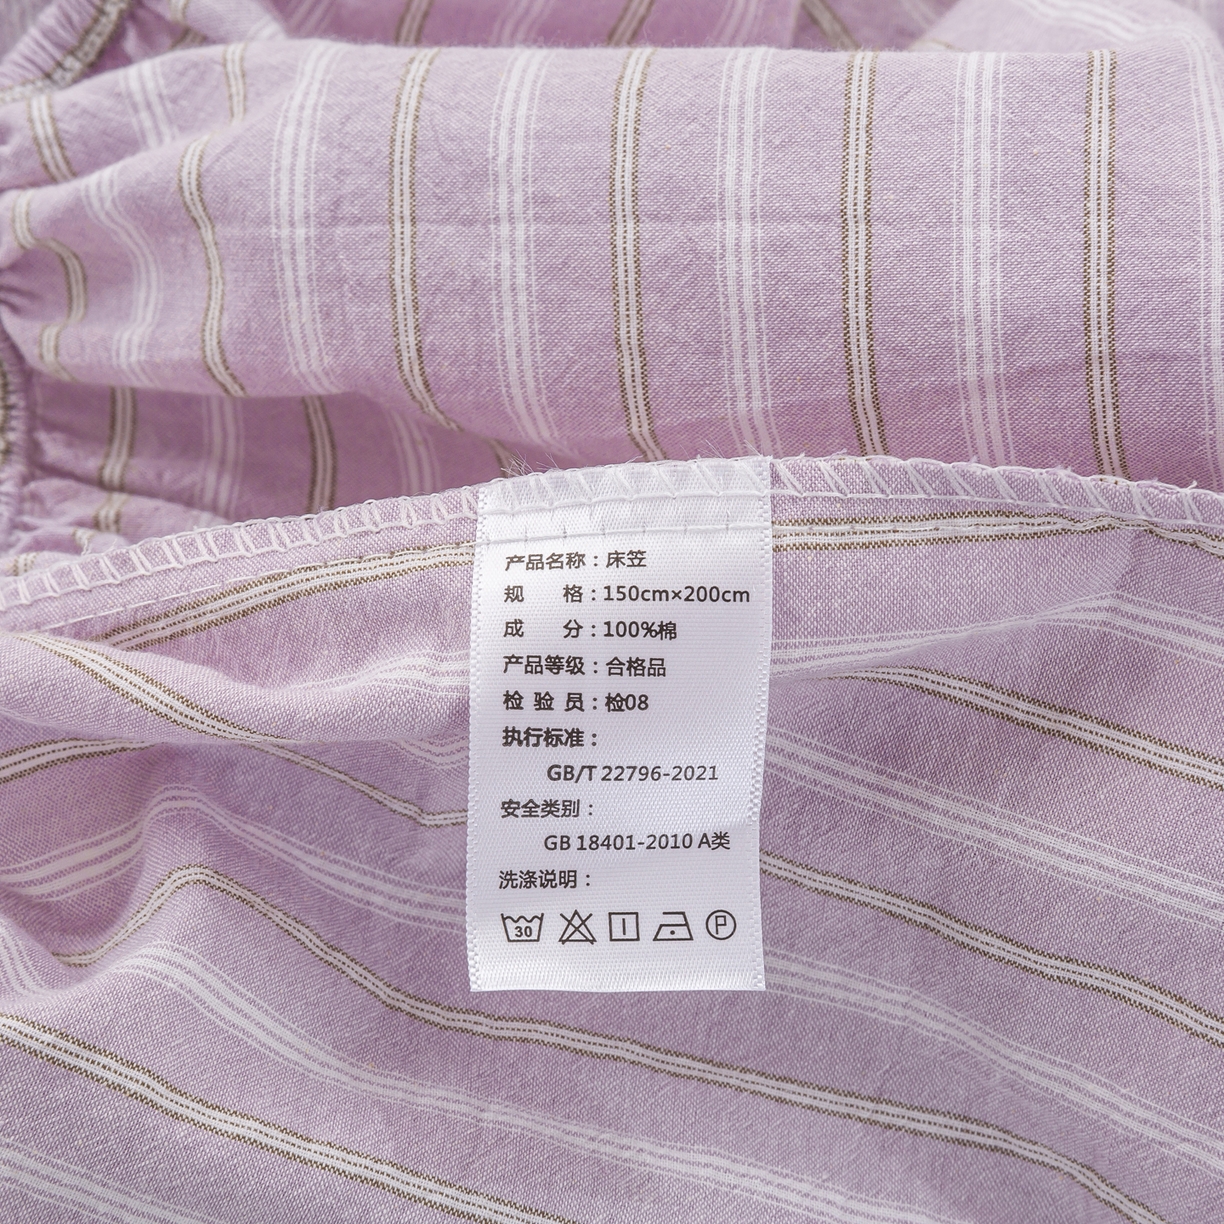 产品名称：床笠
规 格：150cm×200cm
成 分：100%棉
产品等级：合格品
检 验 员：检08
执行标准：
GB/T 22796-2021
安全类别：
GB 18401-2010 A类
洗涤说明：
30 P